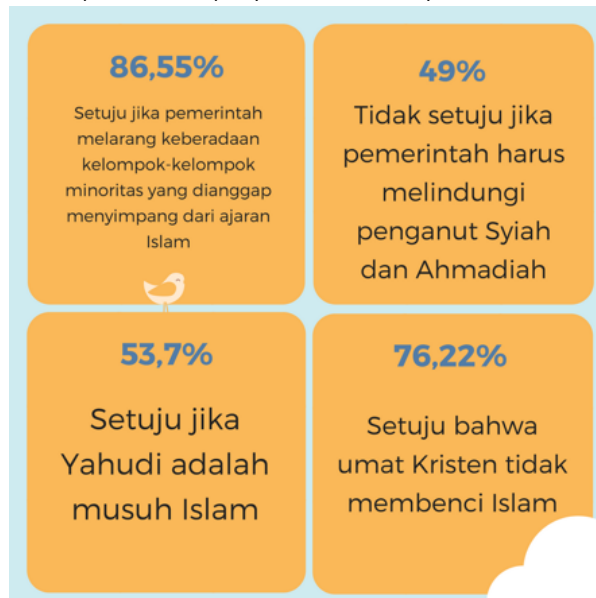 86,55%
Setuju jika pemerintah
melarang keberadaan
kelompok-kelompok
minoritas yang dianggap
menyimpang dari ajaran
Islam
49%
Tidak setuju jika
pemerintah harus
melindungi
penganut Syiah
dan Ahmadiah
53,7%
Setuju jika
Yahudi adalah
musuh Islam
76,22%
Setuju bahwa
umat Kristen tidak
membenci Islam